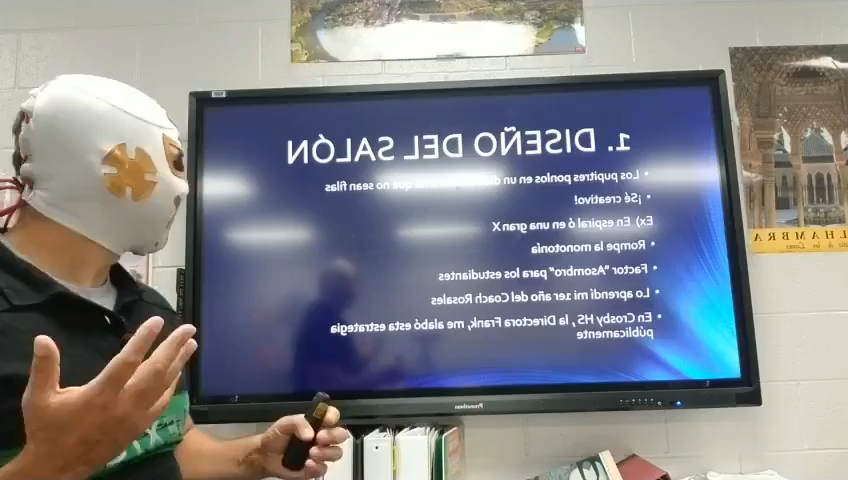 1. DISEÑO DEL SALÓN
• Los pupitres ponlos en un que no sean filas
• ¡Sé creativo!
Ex) En espiral ó en una gran X
• Rompe la monotonía
• Factor "Asombro" para los estudiantes
• Lo aprendí mi 1er año del Coach Rosales
• En Crosby HS, la Directora Frank, me alabó esta estrategia
públicamente
Promethean
ALHAMBRA